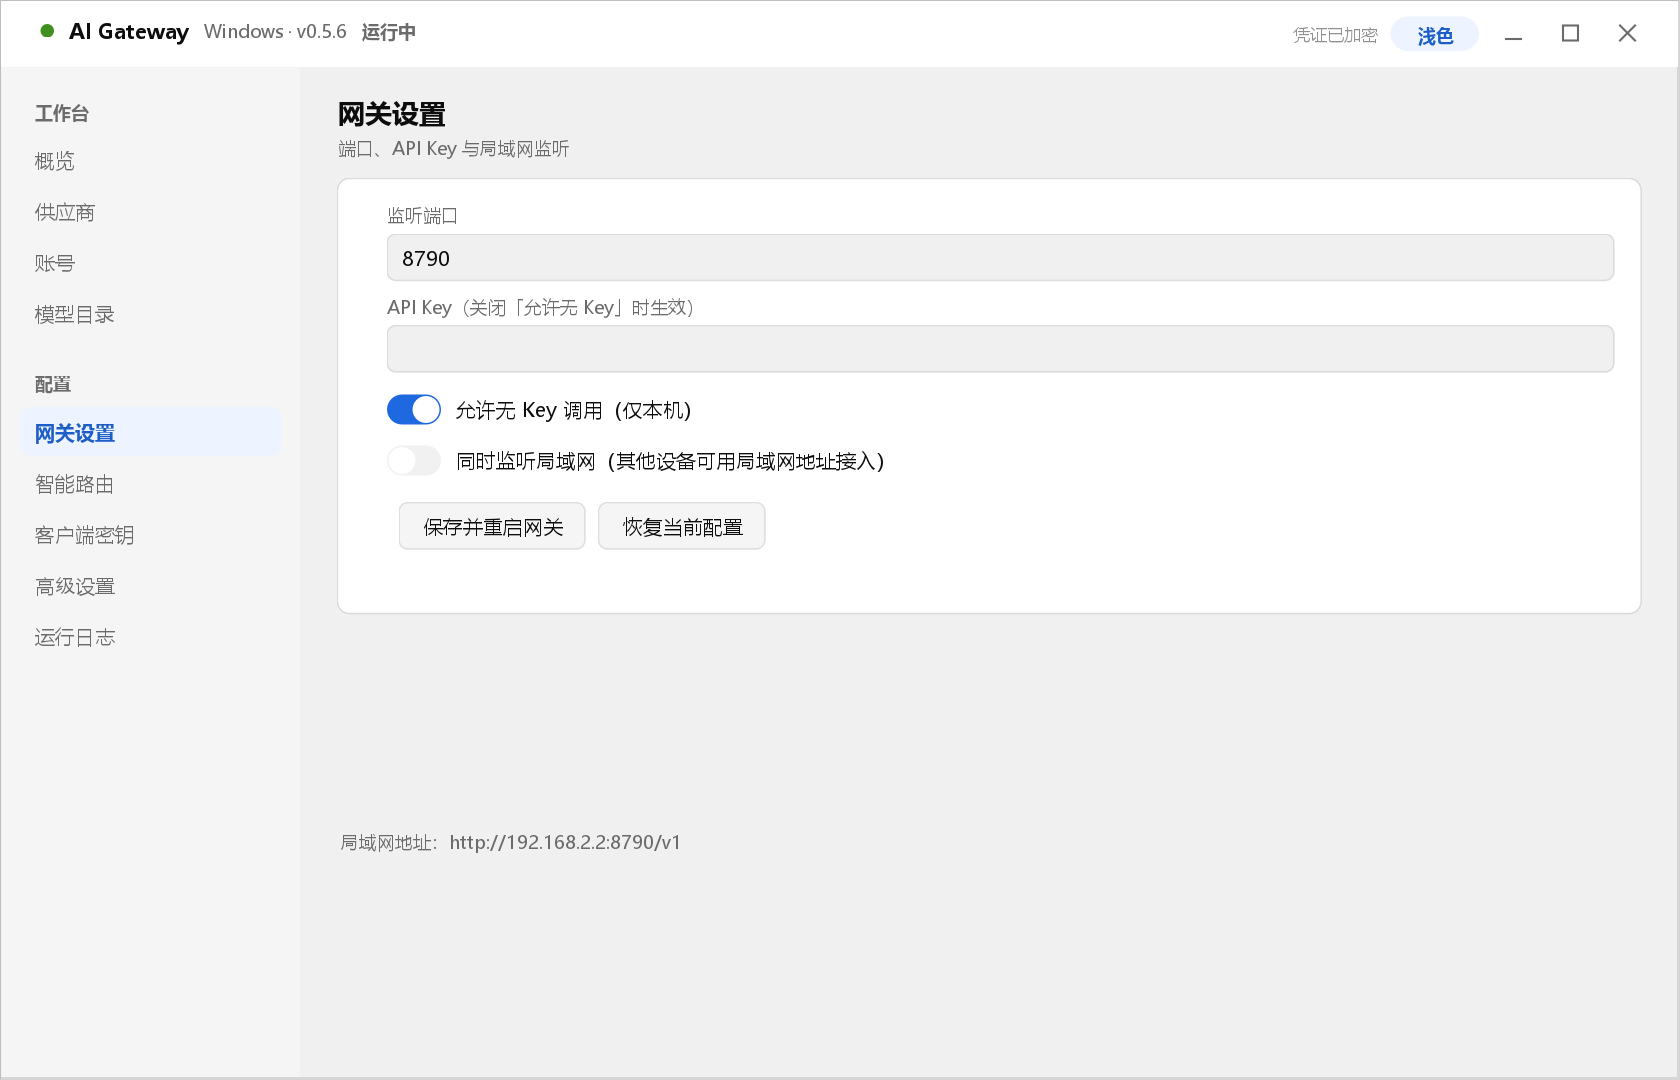 AI Gateway Windows · v0.5.6 运行中
凭证已加密 浅色
工作台
概览
供应商
账号
模型目录
配置
网关设置
智能路由
客户端密钥
高级设置
运行日志
网关设置
端口、API Key 与局域网监听
监听端口
8790
API Key（关闭「允许无 Key」时生效）
允许无 Key 调用（仅本机）
同时监听局域网（其他设备可用局域网地址接入）
保存并重启网关 恢复当前配置
局域网地址：http://192.168.2.2:8790/v1